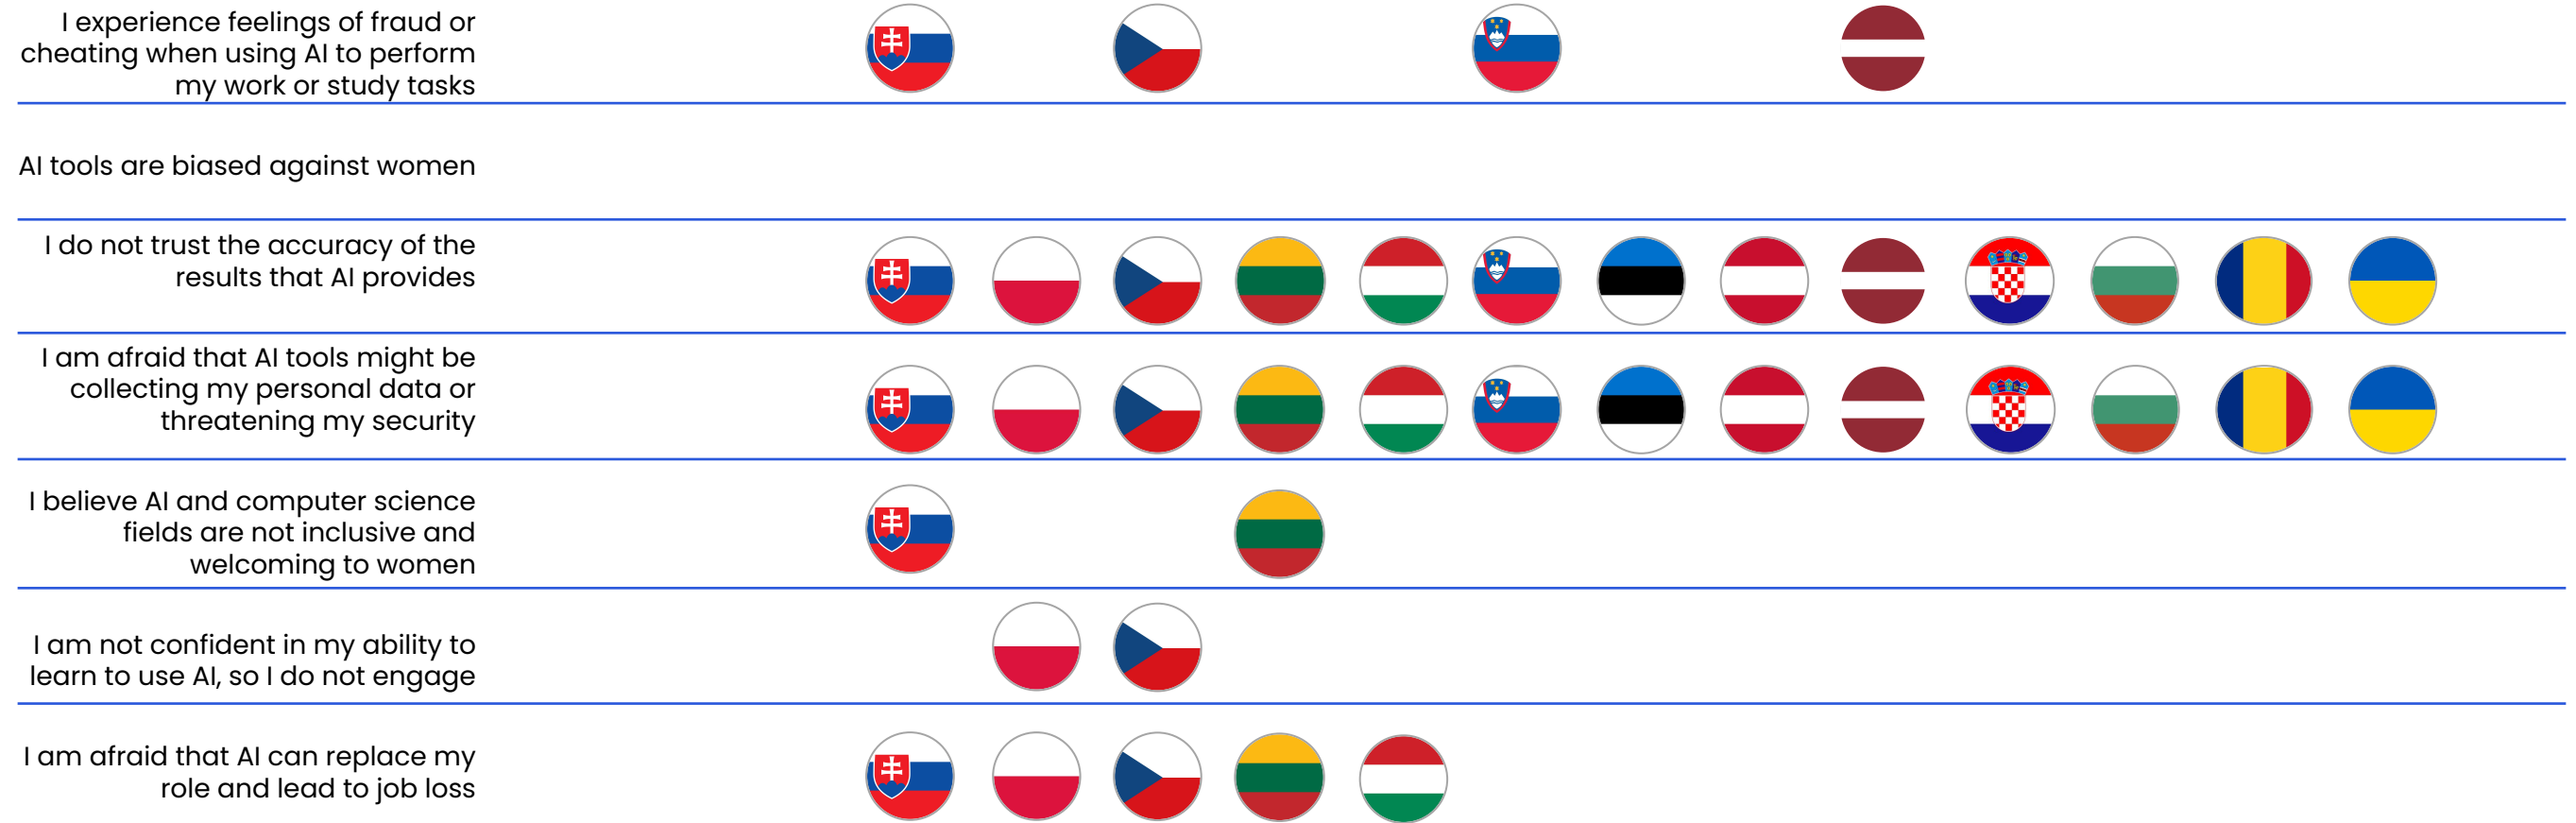 I experience feelings of fraud or
cheating when using AI to perform
my work or study tasks
AI tools are biased against women
I do not trust the accuracy of the
results that AI provides
I am afraid that AI tools might be
collecting my personal data or
threatening my security
I believe AI and computer science
fields are not inclusive and
welcoming to women
I am not confident in my ability to
learn to use AI, so I do not engage
I am afraid that AI can replace my
role and lead to job loss